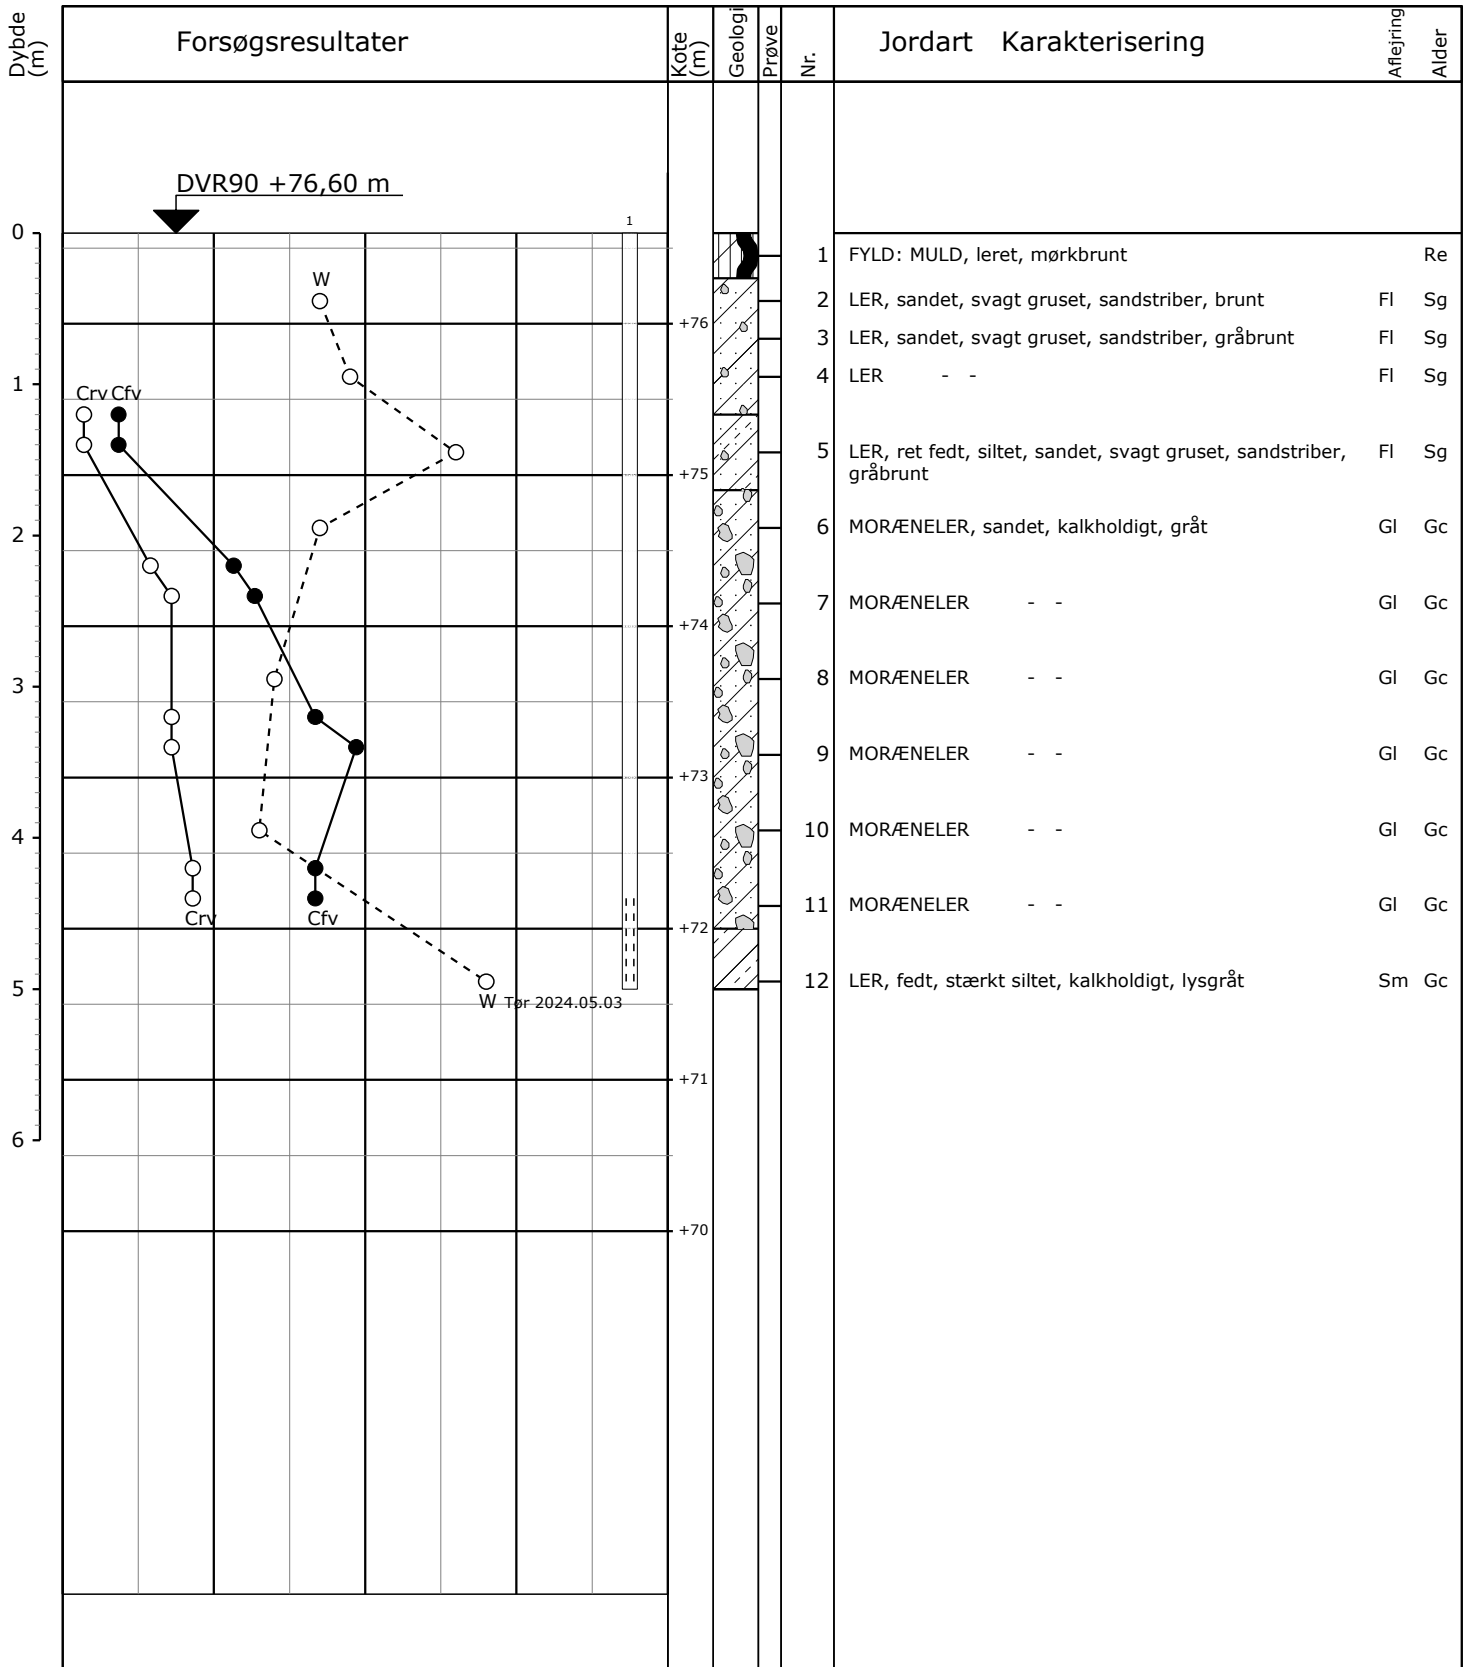 Dybde (m)
Forsøgsresultater
Kote (m)
Geologi
Prøve
Nr.
Jordart Karakterisering
Aflejring
Alder
DVR90 +76,60 m
0
1
2
3
4
5
6
1
W
Crv Cfv
Crv
Cfv
W Tør 2024.05.03
+76
+75
+74
+73
+72
+71
+70
1 FYLD: MULD, leret, mørkbrunt Re
2 LER, sandet, svagt gruset, sandstriber, brunt Fl Sg
3 LER, sandet, svagt gruset, sandstriber, gråbrunt Fl Sg
4 LER - - Fl Sg
5 LER, ret fedt, siltet, sandet, svagt gruset, sandstriber, Fl Sg
gråbrunt
6 MORÆNELER, sandet, kalkholdigt, gråt Gl Gc
7 MORÆNELER - - Gl Gc
8 MORÆNELER - - Gl Gc
9 MORÆNELER - - Gl Gc
10 MORÆNELER - - Gl Gc
11 MORÆNELER - - Gl Gc
12 LER, fedt, stærkt siltet, kalkholdigt, lysgråt Sm Gc